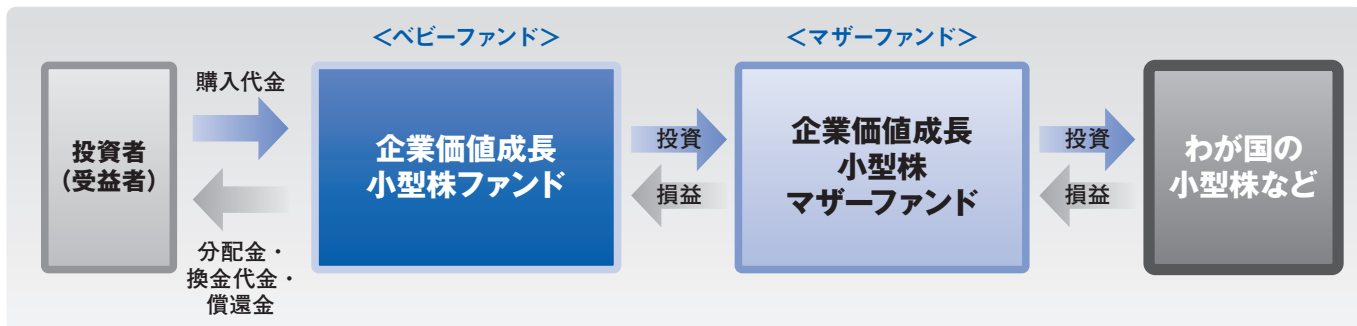 <ベビーファンド>
<マザーファンド>
投資者
(受益者)
購入代金
分配金・
換金代金・
償還金
企業価値成長
小型株ファンド
投資
損益
企業価値成長
小型株
マザーファンド
投資
損益
わが国の
小型株など